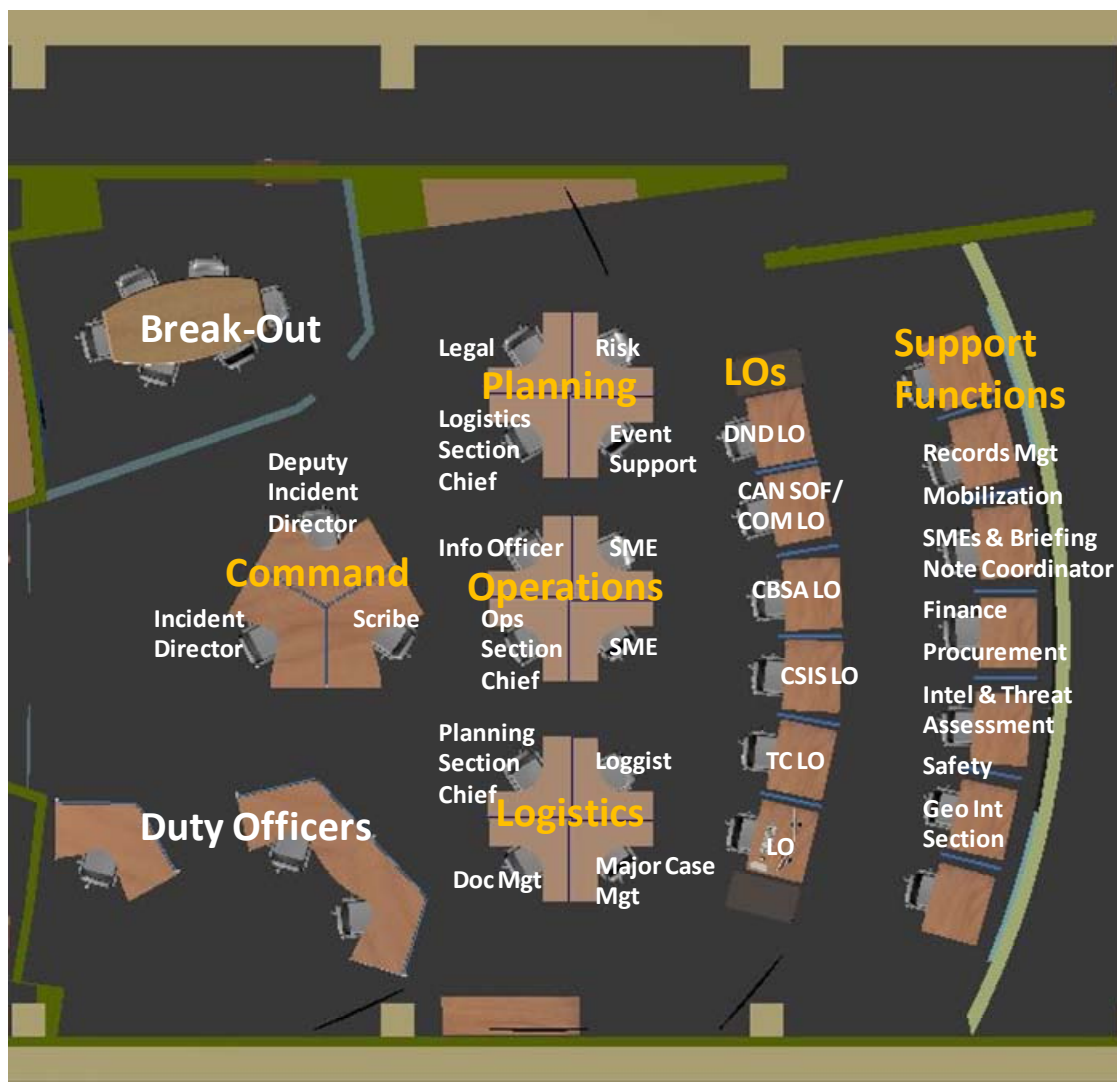 Break-Out
Deputy
Incident
Director
Command
Incident
Director
Scribe
Duty Officers
Legal
Risk
Planning
Logistics
Section
Chief
Event
Support
Info Officer
SME
Operations
Ops
Section
Chief
SME
Planning
Section
Chief
Loggist
Logistics
Doc Mgt
Major Case
Mgt
LOs
DND LO
CAN SOF/
COM LO
CBSA LO
CSIS LO
TC LO
LO
Support
Functions
Records Mgt
Mobilization
SMEs & Briefing
Note Coordinator
Finance
Procurement
Intel & Threat
Assessment
Safety
Geo Int
Section